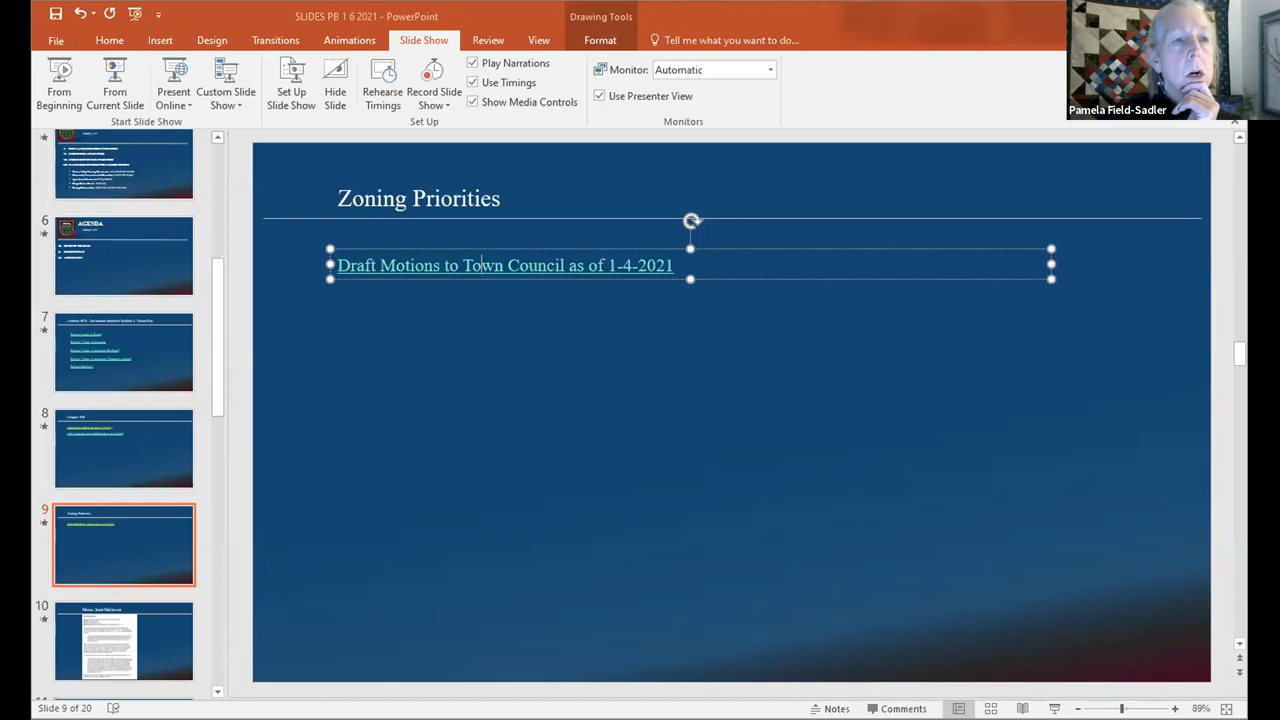 SLIDES PB 1 6 2021 - PowerPoint
Drawing Tools
File Home Insert Design Transitions Animations Slide Show Review View Format Tell me what you want to do...
From Beginning
From Current Slide
Present Online
Custom Slide Show
Start Slide Show
Set Up Slide Show
Hide Slide
Rehearse Timings
Record Slide Show
Play Narrations
Use Timings
Show Media Controls
Set Up
Monitor: Automatic
Use Presenter View
Monitors
Pamela Field-Sadler
6
AGENDA
7
8
9
Zoning Priorities
10
Zoning Priorities
Draft Motions to Town Council as of 1-4-2021
Slide 9 of 20
Notes
Comments
89%